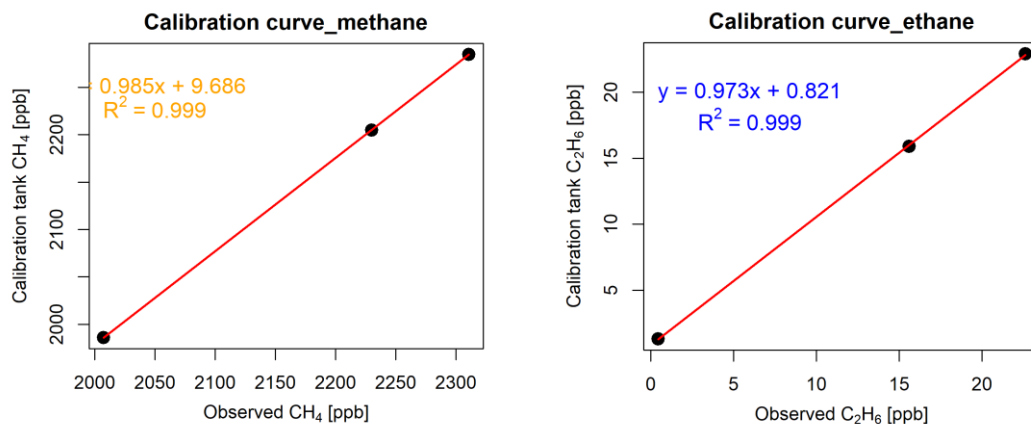 Calibration curve_methane
= 0.985x + 9.686
R² = 0.999
Calibration tank CH₄ [ppb]
2200
2100
2000
2000 2050 2100 2150 2200 2250 2300
Observed CH₄ [ppb]
Calibration curve_ethane
y = 0.973x + 0.821
R² = 0.999
Calibration tank C₂H₆ [ppb]
20
15
10
5
0 5 10 15 20
Observed C₂H₆ [ppb]